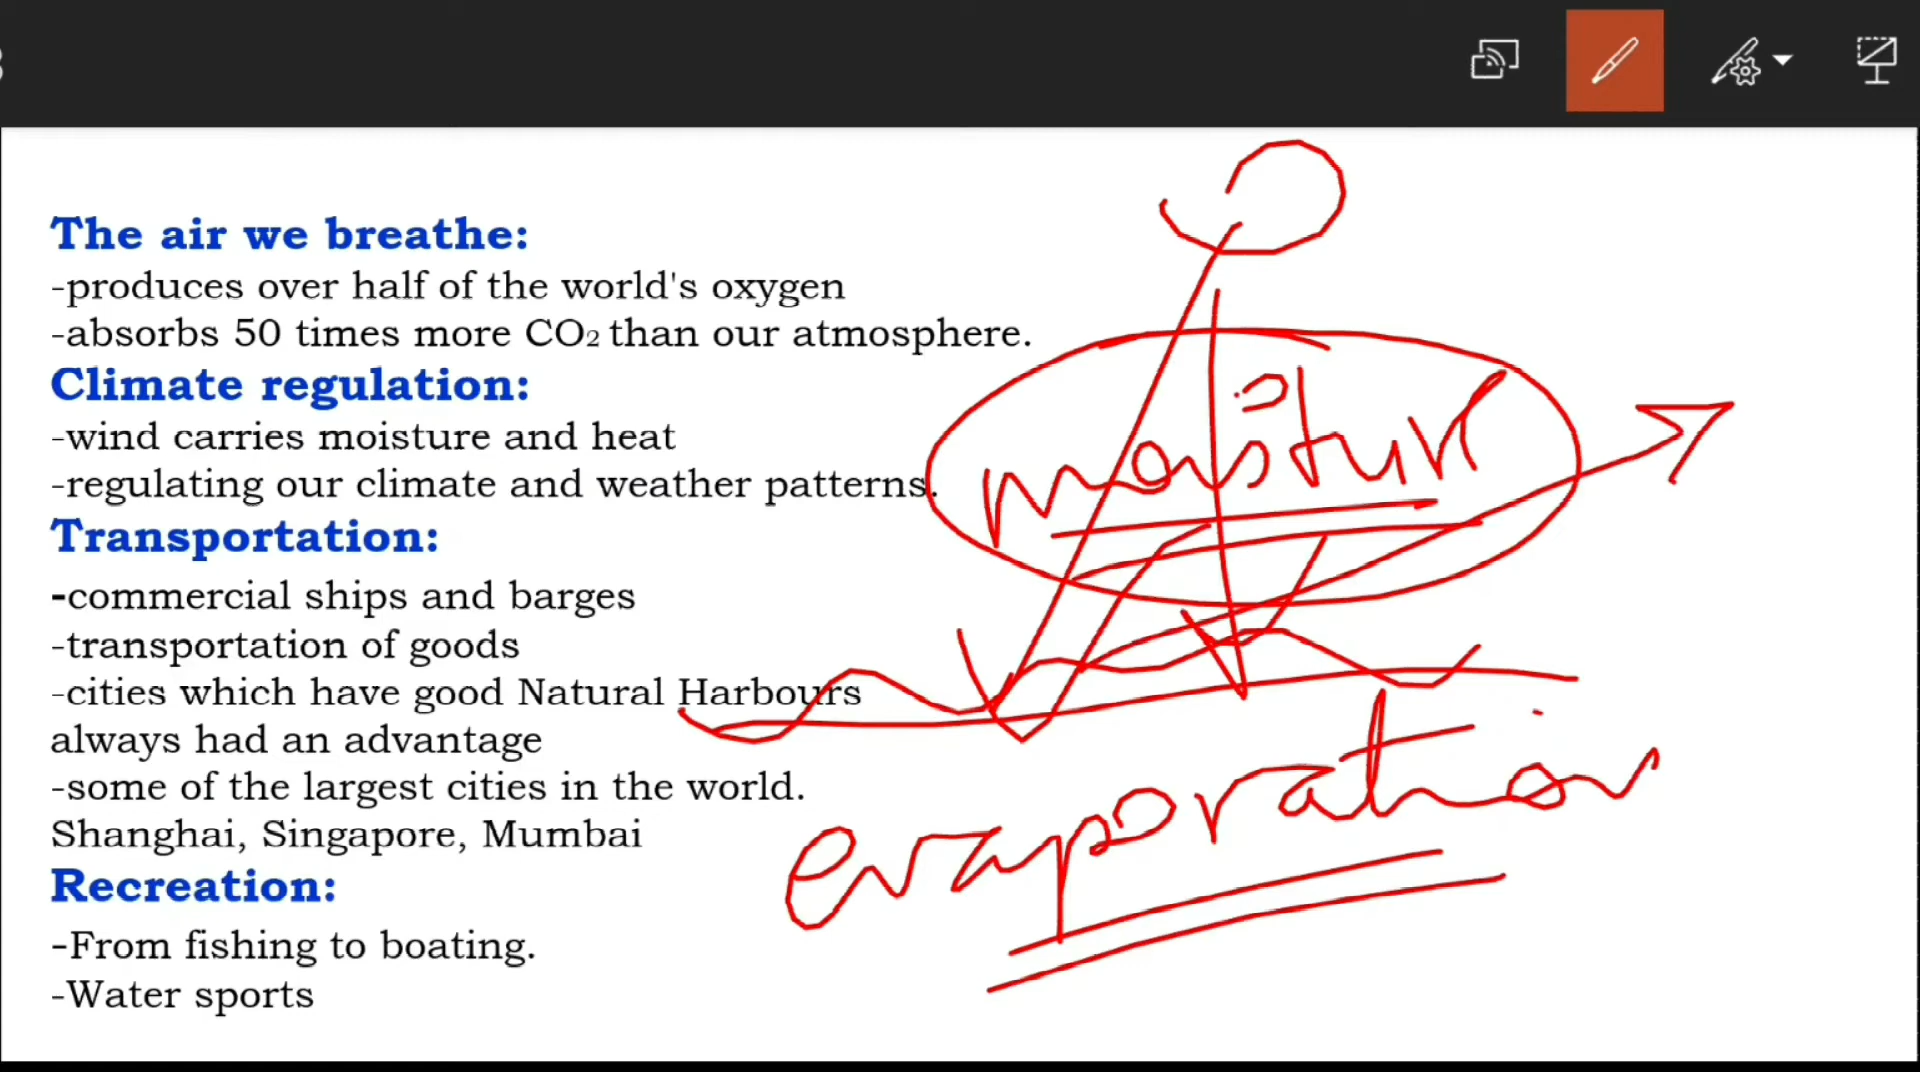 The air we breathe:
-produces over half of the world's oxygen
-absorbs 50 times more CO₂ than our atmosphere.
Climate regulation:
-wind carries moisture and heat
-regulating our climate and weather patterns.
Transportation:
-commercial ships and barges
-transportation of goods
-cities which have good Natural Harbours
always had an advantage
-some of the largest cities in the world.
Shanghai, Singapore, Mumbai
Recreation:
-From fishing to boating.
-Water sports
moisture
evaporation